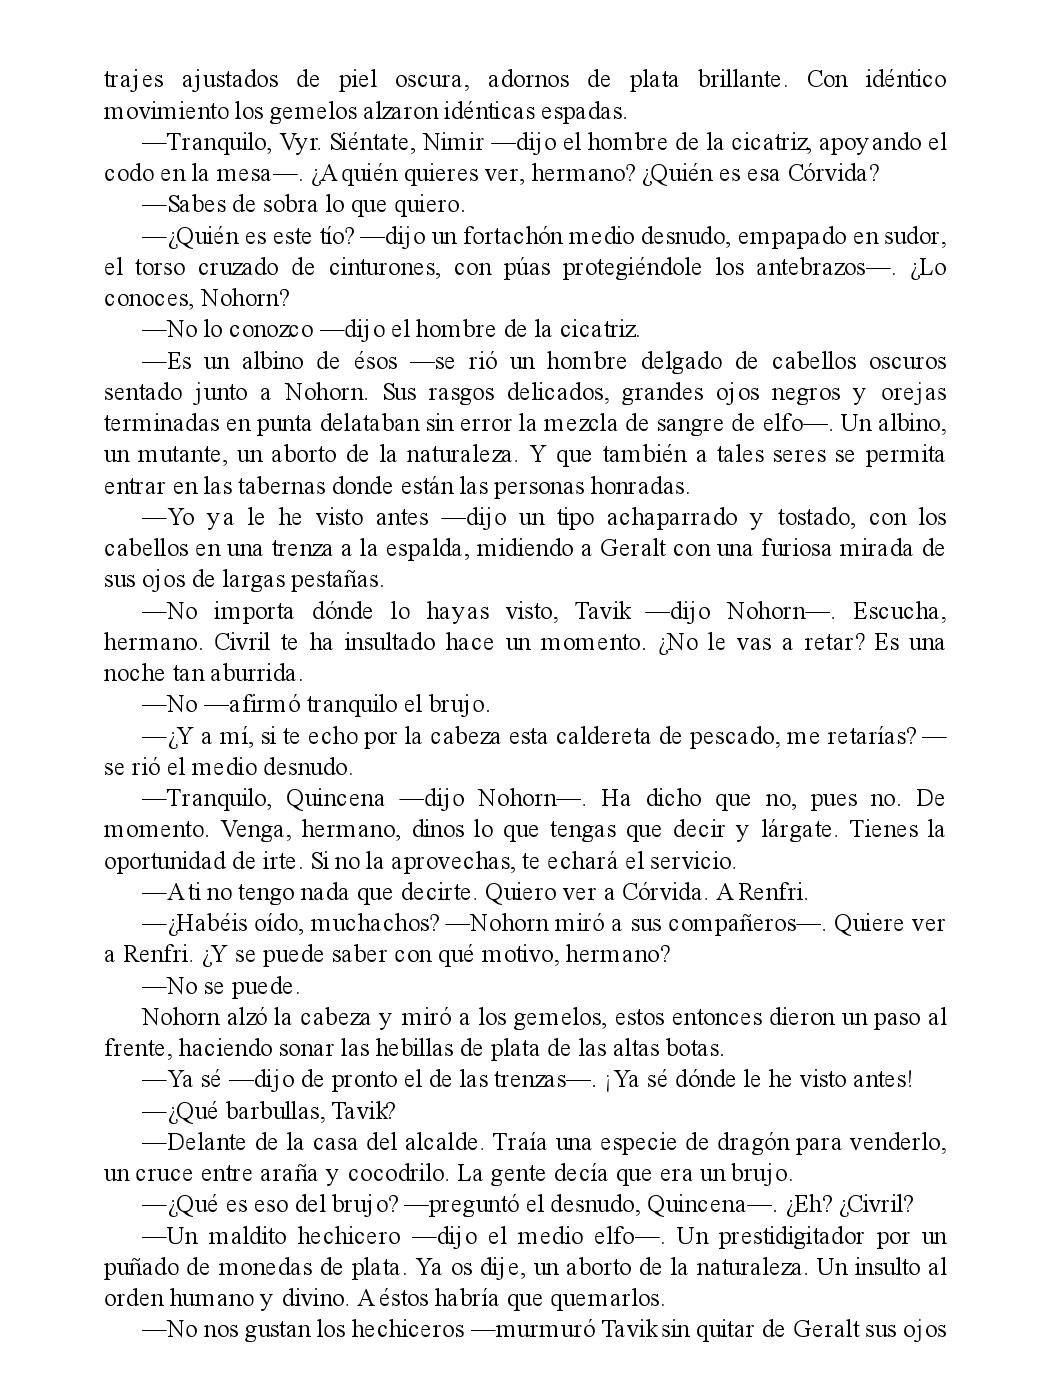 trajes ajustados de piel oscura, adornos de plata brillante. Con idéntico
movimiento los gemelos alzaron idénticas espadas.
—Tranquilo, Vyr. Siéntate, Nimir —dijo el hombre de la cicatriz, apoyando el
codo en la mesa—. ¿A quién quieres ver, hermano? ¿Quién es esa Córvida?
—Sabes de sobra lo que quiero.
—¿Quién es este tío? —dijo un fortachón medio desnudo, empapado en sudor,
el torso cruzado de cinturones, con púas protegiéndole los antebrazos—. ¿Lo
conoces, Nohorn?
—No lo conozco —dijo el hombre de la cicatriz.
—Es un albino de ésos —se rió un hombre delgado de cabellos oscuros
sentado junto a Nohorn. Sus rasgos delicados, grandes ojos negros y orejas
terminadas en punta delataban sin error la mezcla de sangre de elfo—. Un albino,
un mutante, un aborto de la naturaleza. Y que también a tales seres se permita
entrar en las tabernas donde están las personas honradas.
—Yo ya le he visto antes —dijo un tipo achaparrado y tostado, con los
cabellos en una trenza a la espalda, midiendo a Geralt con una furiosa mirada de
sus ojos de largas pestañas.
—No importa dónde lo hayas visto, Tavik —dijo Nohorn—. Escucha,
hermano. Civril te ha insultado hace un momento. ¿No le vas a retar? Es una
noche tan aburrida.
—No —afirmó tranquilo el brujo.
—¿Y a mí, si te echo por la cabeza esta caldereta de pescado, me retarías? —
se rió el medio desnudo.
—Tranquilo, Quincena —dijo Nohorn—. Ha dicho que no, pues no. De
momento. Venga, hermano, dinos lo que tengas que decir y lárgate. Tienes la
oportunidad de irte. Si no la aprovechas, te echará el servicio.
—A ti no tengo nada que decirte. Quiero ver a Córvida. A Renfri.
—¿Habéis oído, muchachos? —Nohorn miró a sus compañeros—. Quiere ver
a Renfri. ¿Y se puede saber con qué motivo, hermano?
—No se puede.
Nohorn alzó la cabeza y miró a los gemelos, estos entonces dieron un paso al
frente, haciendo sonar las hebillas de plata de las altas botas.
—Ya sé —dijo de pronto el de las trenzas—. ¡Ya sé dónde le he visto antes!
—¿Qué barbullas, Tavik?
—Delante de la casa del alcalde. Traía una especie de dragón para venderlo,
un cruce entre araña y cocodrilo. La gente decía que era un brujo.
—¿Qué es eso del brujo? —preguntó el desnudo, Quincena—. ¿Eh? ¿Civril?
—Un maldito hechicero —dijo el medio elfo—. Un prestidigitador por un
puñado de monedas de plata. Ya os dije, un aborto de la naturaleza. Un insulto al
orden humano y divino. A éstos habría que quemarlos.
—No nos gustan los hechiceros —murmuró Tavik sin quitar de Geralt sus ojos